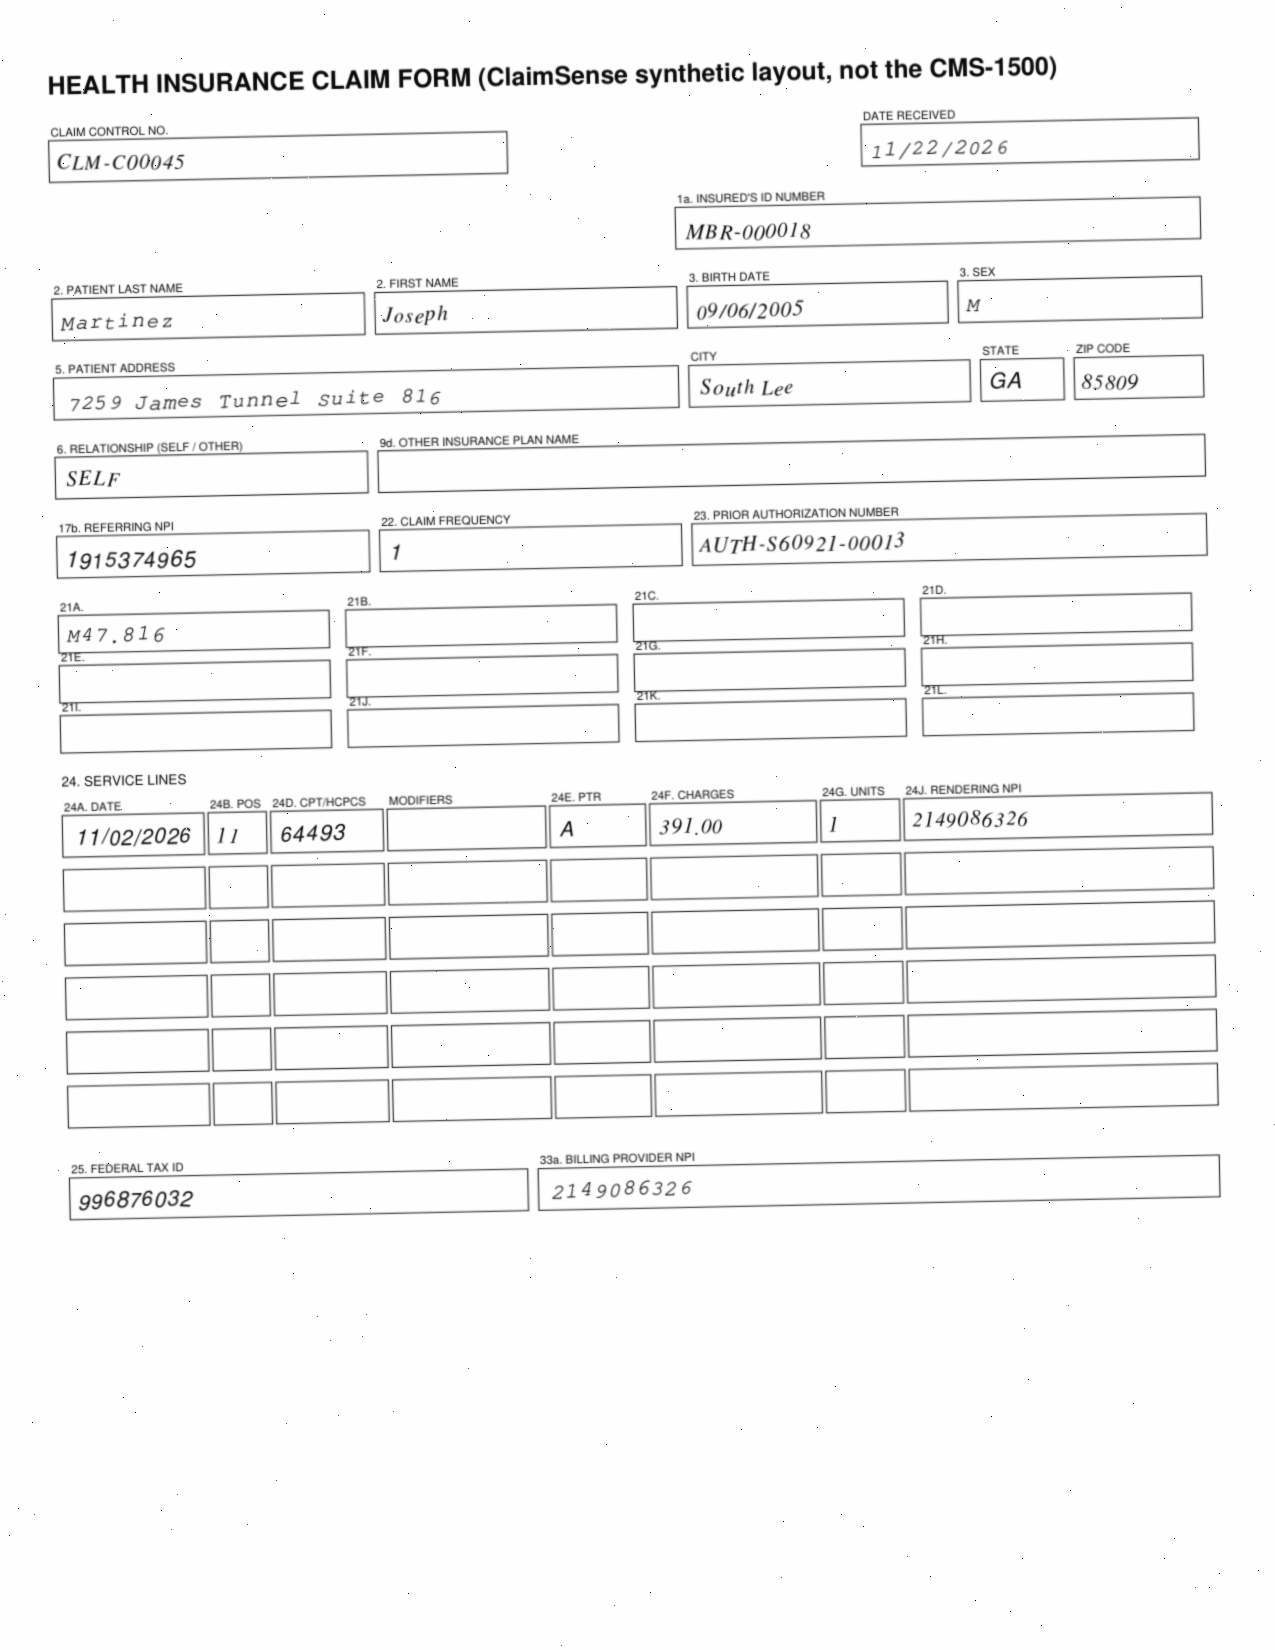 HEALTH INSURANCE CLAIM FORM (ClaimSense synthetic layout, not the CMS-1500)
CLAIM CONTROL NO. DATE RECEIVED
CLM-C00045 11/22/2026
1a. INSURED'S ID NUMBER
MBR-000018
2. PATIENT LAST NAME 2. FIRST NAME 3. BIRTH DATE 3. SEX
Martinez Joseph 09/06/2005 M
5. PATIENT ADDRESS CITY STATE ZIP CODE
7259 James Tunnel Suite 816 South Lee GA 85809
6. RELATIONSHIP (SELF / OTHER) 9d. OTHER INSURANCE PLAN NAME
SELF
17b. REFERRING NPI 22. CLAIM FREQUENCY 23. PRIOR AUTHORIZATION NUMBER
1915374965 1 AUTH-S60921-00013
21A. 21B. 21C. 21D.
M47.816
21E. 21F. 21G. 21H.
21I. 21J. 21K. 21L.
24. SERVICE LINES
24A. DATE 24B. POS 24D. CPT/HCPCS MODIFIERS 24E. PTR 24F. CHARGES 24G. UNITS 24J. RENDERING NPI
11/02/2026 11 64493 A 391.00 1 2149086326
25. FEDERAL TAX ID 33a. BILLING PROVIDER NPI
996876032 2149086326